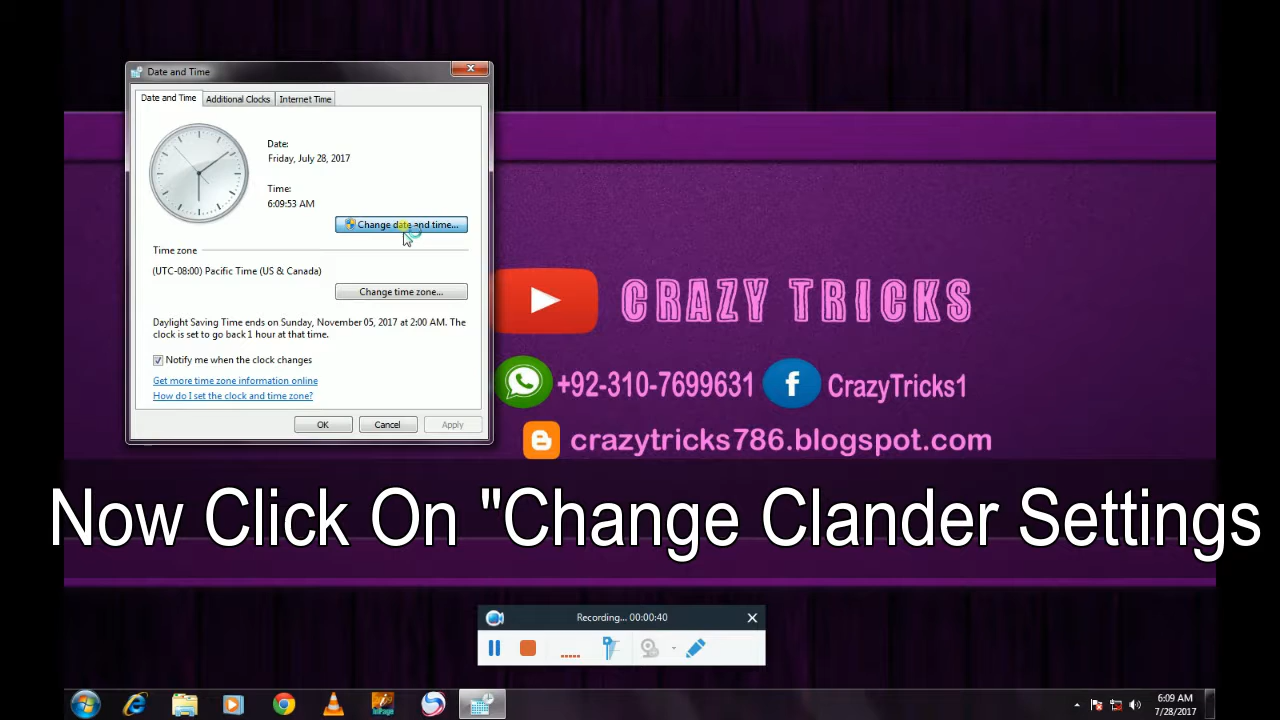 Date and Time
Date and Time
Additional Clocks
Internet Time
Date:
Friday, July 28, 2017
Time:
6:09:53 AM
Change date and time...
Time zone
(UTC-08:00) Pacific Time (US & Canada)
Change time zone...
Daylight Saving Time ends on Sunday, November 05, 2017 at 2:00 AM. The
clock is set to go back 1 hour at that time.
Notify me when the clock changes
Get more time zone information online
How do I set the clock and time zone?
OK
Cancel
Apply
CRAZY TRICKS
+92-310-7699631
CrazyTricks1
crazytricks786.blogspot.com
Now Click On "Change Clander Settings
Recording... 00:00:40
6:09 AM
7/28/2017